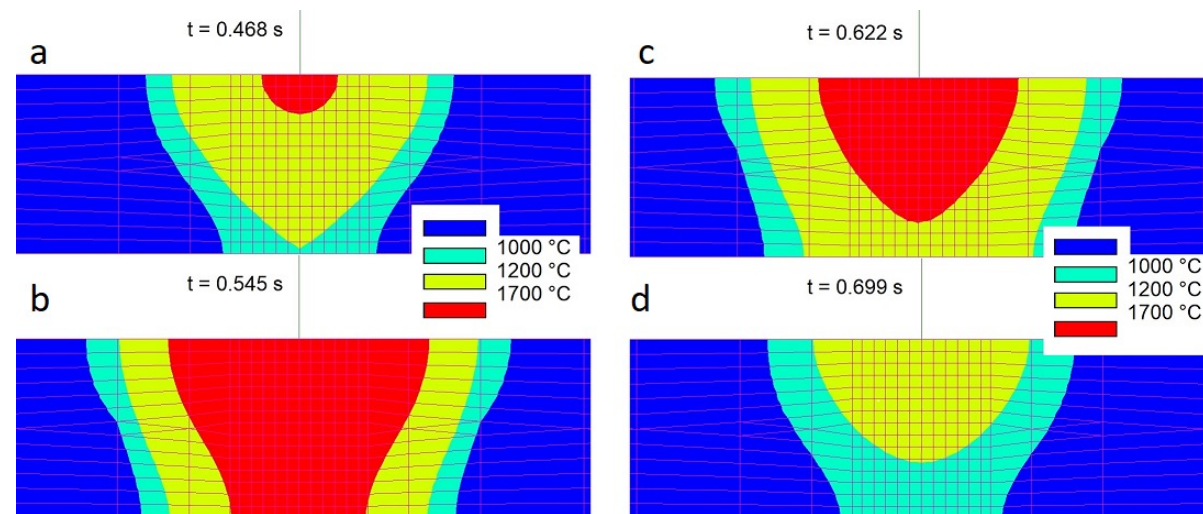 a
t = 0.468 s
1000 °C
1200 °C
1700 °C
b
t = 0.545 s
c
t = 0.622 s
1000 °C
1200 °C
1700 °C
d
t = 0.699 s